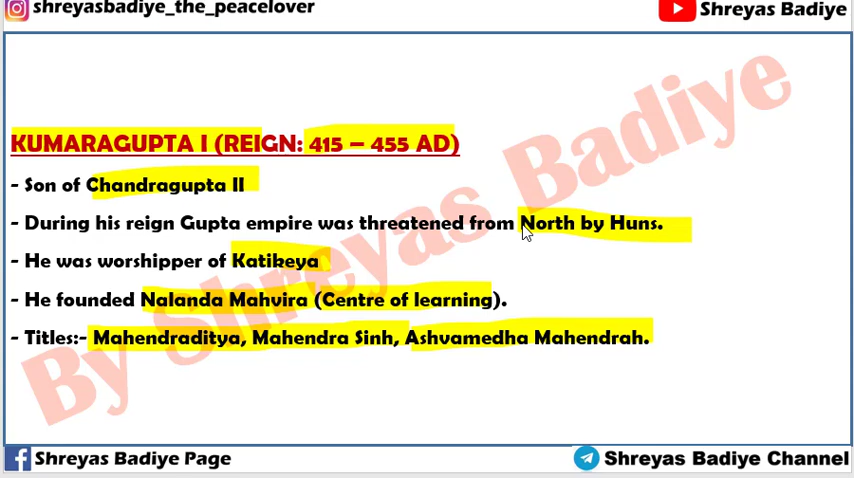 shreyasbadiye_the_peacelover
Shreyas Badiye
KUMARAGUPTA I (REIGN: 415 – 455 AD)
- Son of Chandragupta II
- During his reign Gupta empire was threatened from North by Huns.
- He was worshipper of Katikeya
- He founded Nalanda Mahvira (Centre of learning).
- Titles:- Mahendraditya, Mahendra Sinh, Ashvamedha Mahendrah.
By Shreyas Badiye
Shreyas Badiye Page
Shreyas Badiye Channel